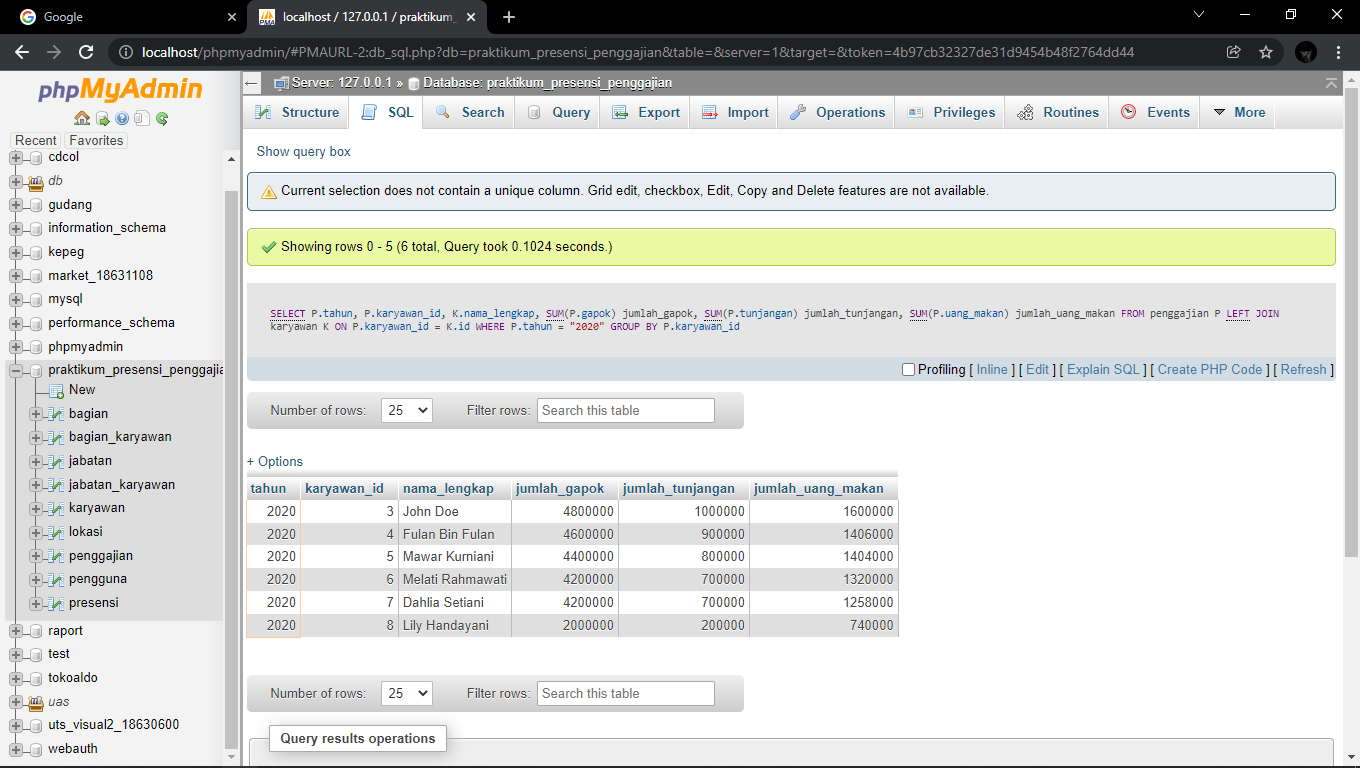 Google
localhost / 127.0.0.1 / praktikum_
localhost/phpmyadmin/#PMAURL-2:db_sql.php?db=praktikum_presensi_penggajian&table=&server=1&target=&token=4b97cb32327de31d9454b48f2764dd44
phpMyAdmin
Recent Favorites
cdcol
db
gudang
information_schema
kepeg
market_18631108
mysql
performance_schema
phpmyadmin
praktikum_presensi_penggajia
New
bagian
bagian_karyawan
jabatan
jabatan_karyawan
karyawan
lokasi
penggajian
pengguna
presensi
raport
test
tokoaldo
uas
uts_visual2_18630600
webauth
Server: 127.0.0.1 » Database: praktikum_presensi_penggajian
Structure SQL Search Query Export Import Operations Privileges Routines Events More
Show query box
Current selection does not contain a unique column. Grid edit, checkbox, Edit, Copy and Delete features are not available.
Showing rows 0 - 5 (6 total, Query took 0.1024 seconds.)
SELECT P.tahun, P.karyawan_id, K.nama_lengkap, SUM(P.gapok) jumlah_gapok, SUM(P.tunjangan) jumlah_tunjangan, SUM(P.uang_makan) jumlah_uang_makan FROM penggajian P LEFT JOIN
karyawan K ON P.karyawan_id = K.id WHERE P.tahun = "2020" GROUP BY P.karyawan_id
Profiling [ Inline ] [ Edit ] [ Explain SQL ] [ Create PHP Code ] [ Refresh ]
Number of rows: 25 Filter rows: Search this table
+ Options
tahun karyawan_id nama_lengkap jumlah_gapok jumlah_tunjangan jumlah_uang_makan
2020 3 John Doe 4800000 1000000 1600000
2020 4 Fulan Bin Fulan 4600000 900000 1406000
2020 5 Mawar Kurniani 4400000 800000 1404000
2020 6 Melati Rahmawati 4200000 700000 1320000
2020 7 Dahlia Setiani 4200000 700000 1258000
2020 8 Lily Handayani 2000000 200000 740000
Number of rows: 25 Filter rows: Search this table
Query results operations